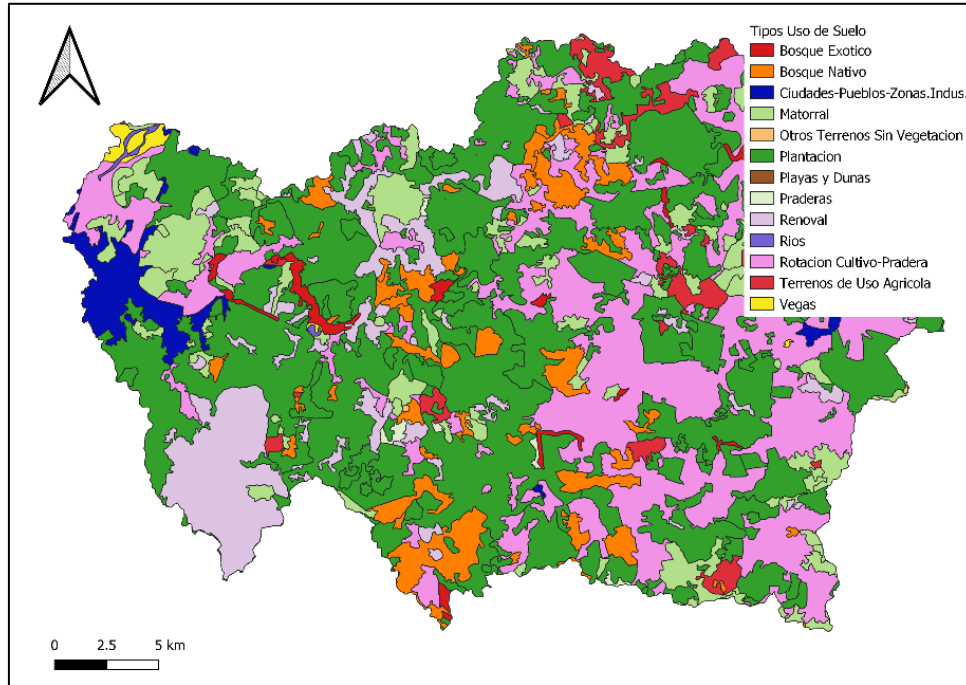 Tipos Uso de Suelo
Bosque Exotico
Bosque Nativo
Ciudades-Pueblos-Zonas.Indus.
Matorral
Otros Terrenos Sin Vegetacion
Plantacion
Playas y Dunas
Praderas
Renoval
Rios
Rotacion Cultivo-Pradera
Terrenos de Uso Agricola
Vegas
0 2.5 5 km